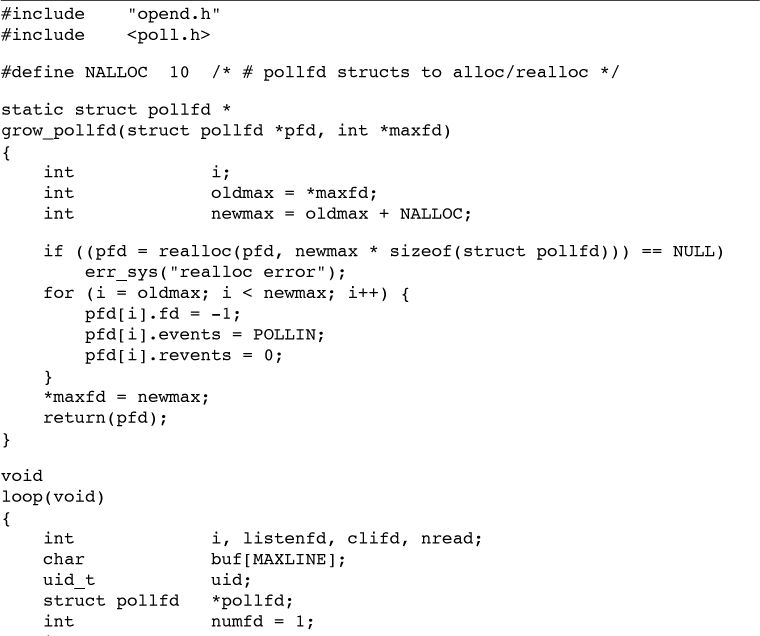 #include    "opend.h"
#include    <poll.h>
#define NALLOC  10  /* # pollfd structs to alloc/realloc */
static struct pollfd *
grow_pollfd(struct pollfd *pfd, int *maxfd)
{
    int             i;
    int             oldmax = *maxfd;
    int             newmax = oldmax + NALLOC;
    if ((pfd = realloc(pfd, newmax * sizeof(struct pollfd))) == NULL)
        err_sys("realloc error");
    for (i = oldmax; i < newmax; i++) {
        pfd[i].fd = -1;
        pfd[i].events = POLLIN;
        pfd[i].revents = 0;
    }
    *maxfd = newmax;
    return(pfd);
}
void
loop(void)
{
    int             i, listenfd, clifd, nread;
    char            buf[MAXLINE];
    uid_t           uid;
    struct pollfd   *pollfd;
    int             numfd = 1;